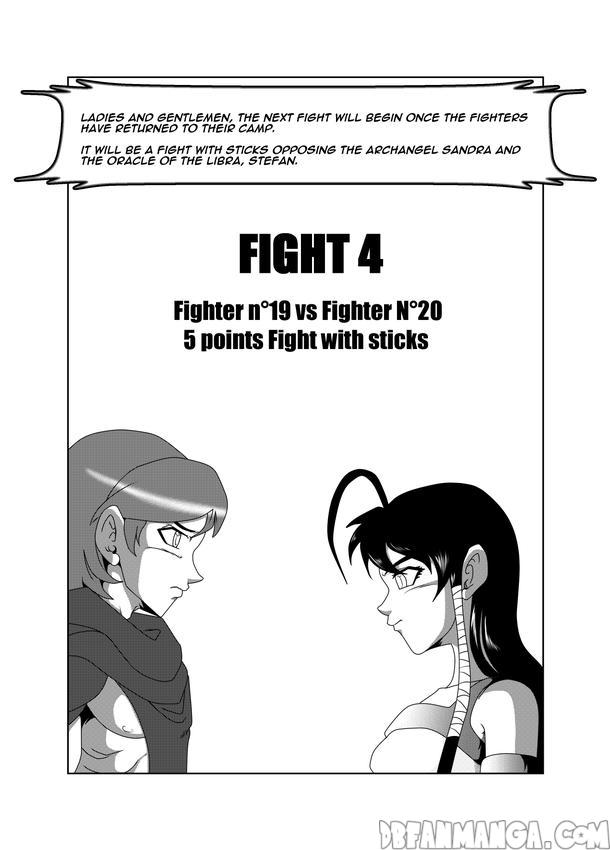 LADIES AND GENTLEMEN, THE NEXT FIGHT WILL BEGIN ONCE THE FIGHTERS
HAVE RETURNED TO THEIR CAMP.
IT WILL BE A FIGHT WITH STICKS OPPOSING THE ARCHANGEL SANDRA AND
THE ORACLE OF THE LIBRA, STEFAN.
FIGHT 4
Fighter n°19 vs Fighter N°20
5 points Fight with sticks
DBFANMANGA.COM